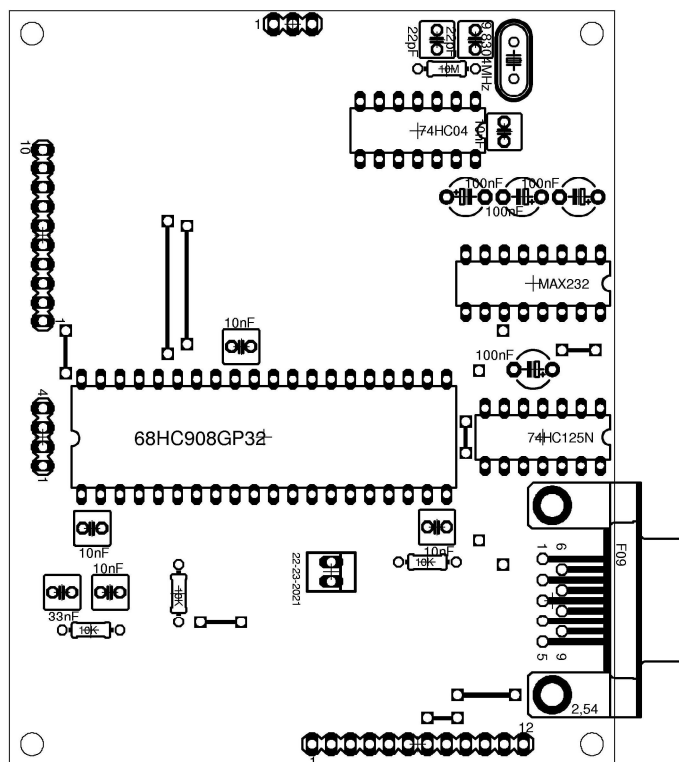 1
22pF
22pF
9.8304MHz
10M
74HC04
10nF
10
1
100nF
100nF
100nF
MAX232
10nF
100nF
4
1
68HC908GP32
74HC125N
10nF
10nF
10K
22-23-2021
1
6
F09
10nF
33nF
10K
10K
5
9
2,54
1
12